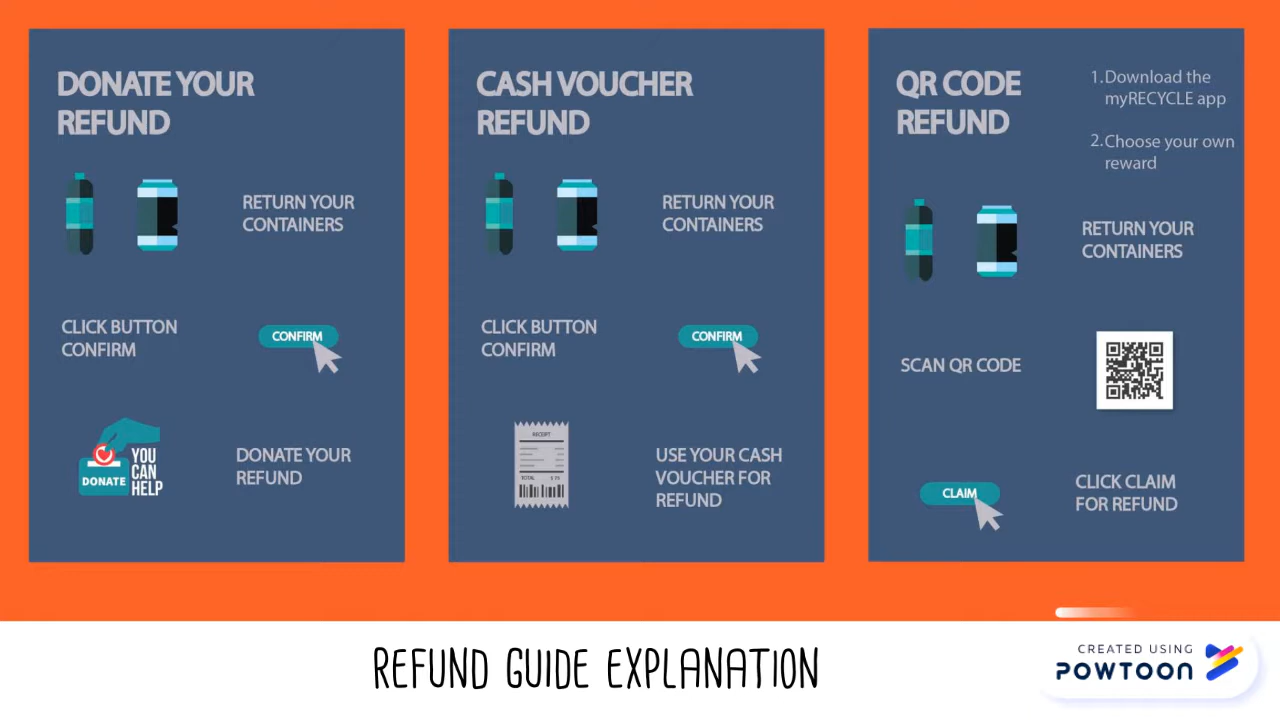 DONATE YOUR
REFUND
RETURN YOUR
CONTAINERS
CLICK BUTTON
CONFIRM
CONFIRM
DONATE
YOU
CAN
HELP
DONATE YOUR
REFUND
CASH VOUCHER
REFUND
RETURN YOUR
CONTAINERS
CLICK BUTTON
CONFIRM
CONFIRM
RECEIPT
TOTAL
USE YOUR CASH
VOUCHER FOR
REFUND
QR CODE
REFUND
1. Download the
myRECYCLE app
2. Choose your own
reward
RETURN YOUR
CONTAINERS
SCAN QR CODE
CLAIM
CLICK CLAIM
FOR REFUND
REFUND GUIDE EXPLANATION
CREATED USING
POWTOON